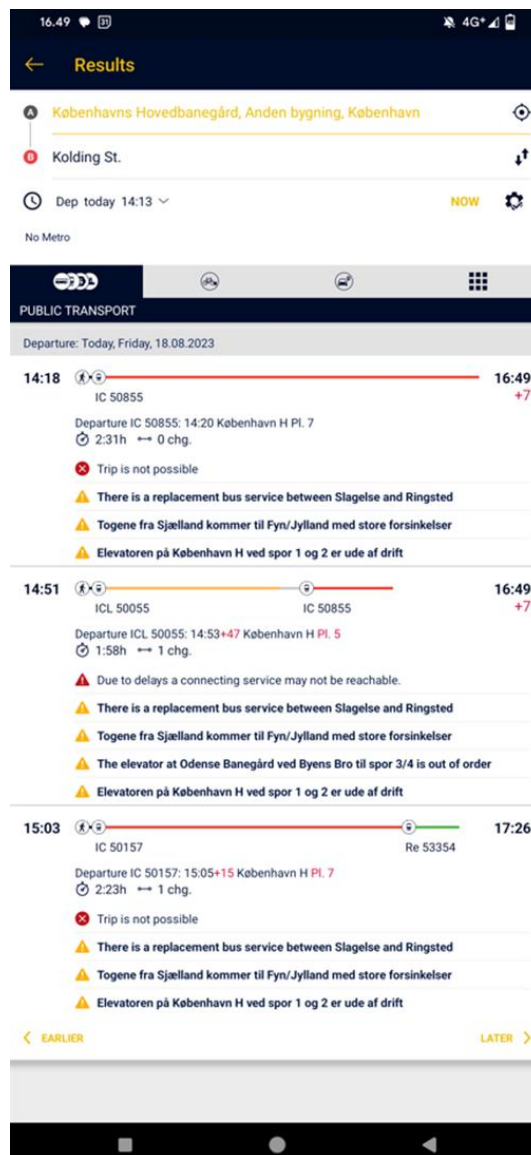 16.49 31 4G+
Results
A Københavns Hovedbanegård, Anden bygning, København
B Kolding St.
Dep today 14:13 NOW
No Metro
PUBLIC TRANSPORT
Departure: Today, Friday, 18.08.2023
14:18 16:49
+7
IC 50855
Departure IC 50855: 14:20 København H Pl. 7
2:31h 0 chg.
Trip is not possible
There is a replacement bus service between Slagelse and Ringsted
Togene fra Sjælland kommer til Fyn/Jylland med store forsinkelser
Elevatoren på København H ved spor 1 og 2 er ude af drift
14:51 16:49
+7
ICL 50055 IC 50855
Departure ICL 50055: 14:53+47 København H Pl. 5
1:58h 1 chg.
Due to delays a connecting service may not be reachable.
There is a replacement bus service between Slagelse and Ringsted
Togene fra Sjælland kommer til Fyn/Jylland med store forsinkelser
The elevator at Odense Banegård ved Byens Bro til spor 3/4 is out of order
Elevatoren på København H ved spor 1 og 2 er ude af drift
15:03 17:26
IC 50157 Re 53354
Departure IC 50157: 15:05+15 København H Pl. 7
2:23h 1 chg.
Trip is not possible
There is a replacement bus service between Slagelse and Ringsted
Togene fra Sjælland kommer til Fyn/Jylland med store forsinkelser
Elevatoren på København H ved spor 1 og 2 er ude af drift
EARLIER LATER